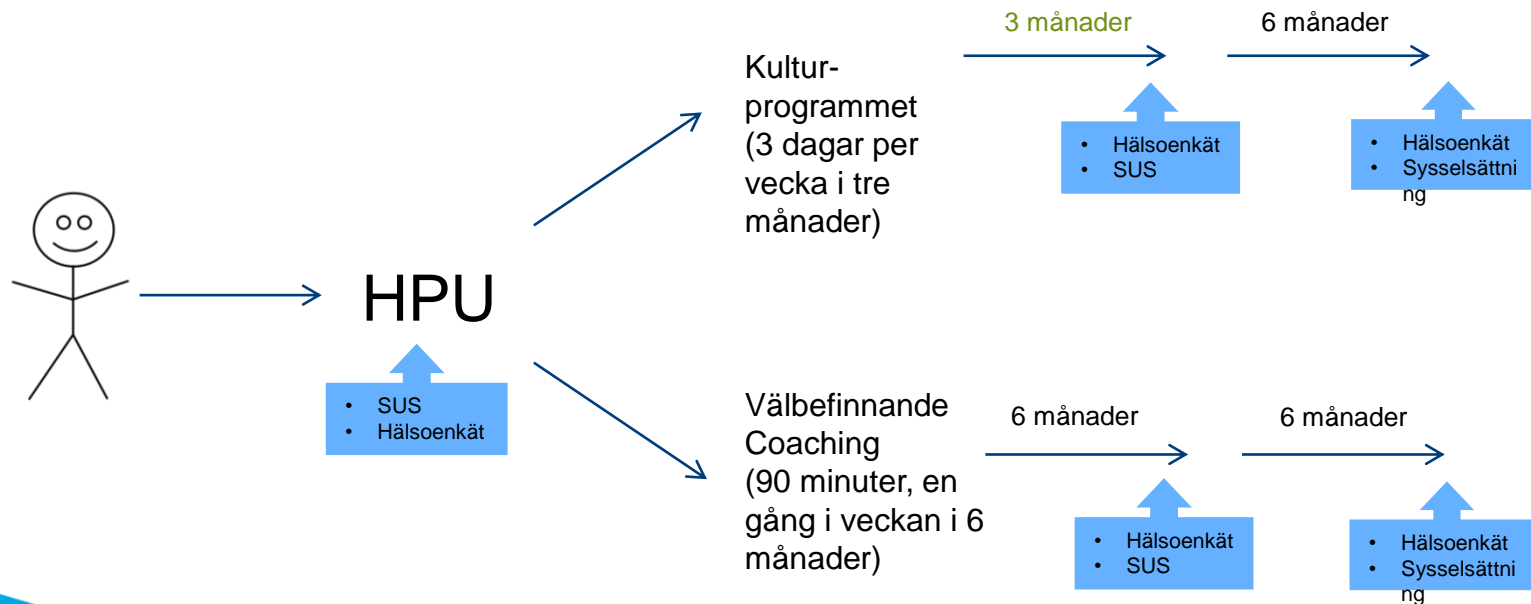 HPU
• SUS
• Hälsoenkät
Kultur-
programmet
(3 dagar per
vecka i tre
månader)
3 månader
6 månader
• Hälsoenkät
• SUS
• Hälsoenkät
• Sysselsättni
ng
Välbefinnande
Coaching
(90 minuter, en
gång i veckan i 6
månader)
6 månader
6 månader
• Hälsoenkät
• SUS
• Hälsoenkät
• Sysselsättni
ng